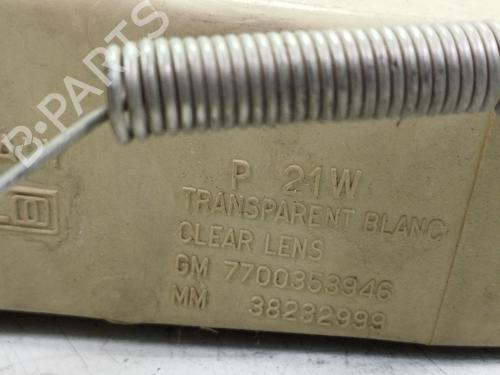 B-PARTS
P 21W
TRANSPARENT BLANC
CLEAR LENS
GM 7700353946
MM 38232999